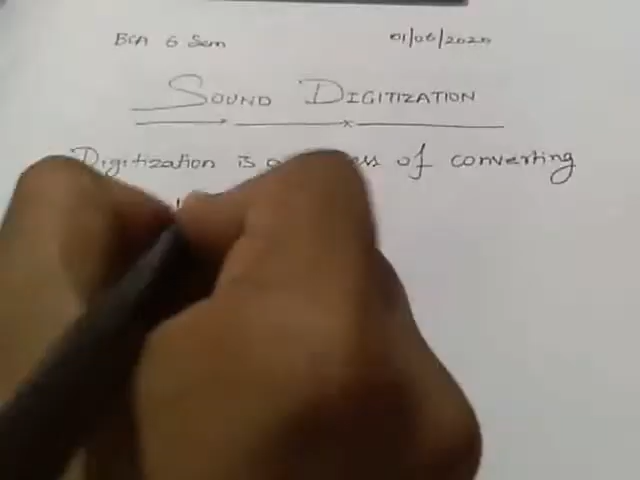 BCA 6 Sem
01/06/2020
SOUND DIGITIZATION
Digitization is a of converting